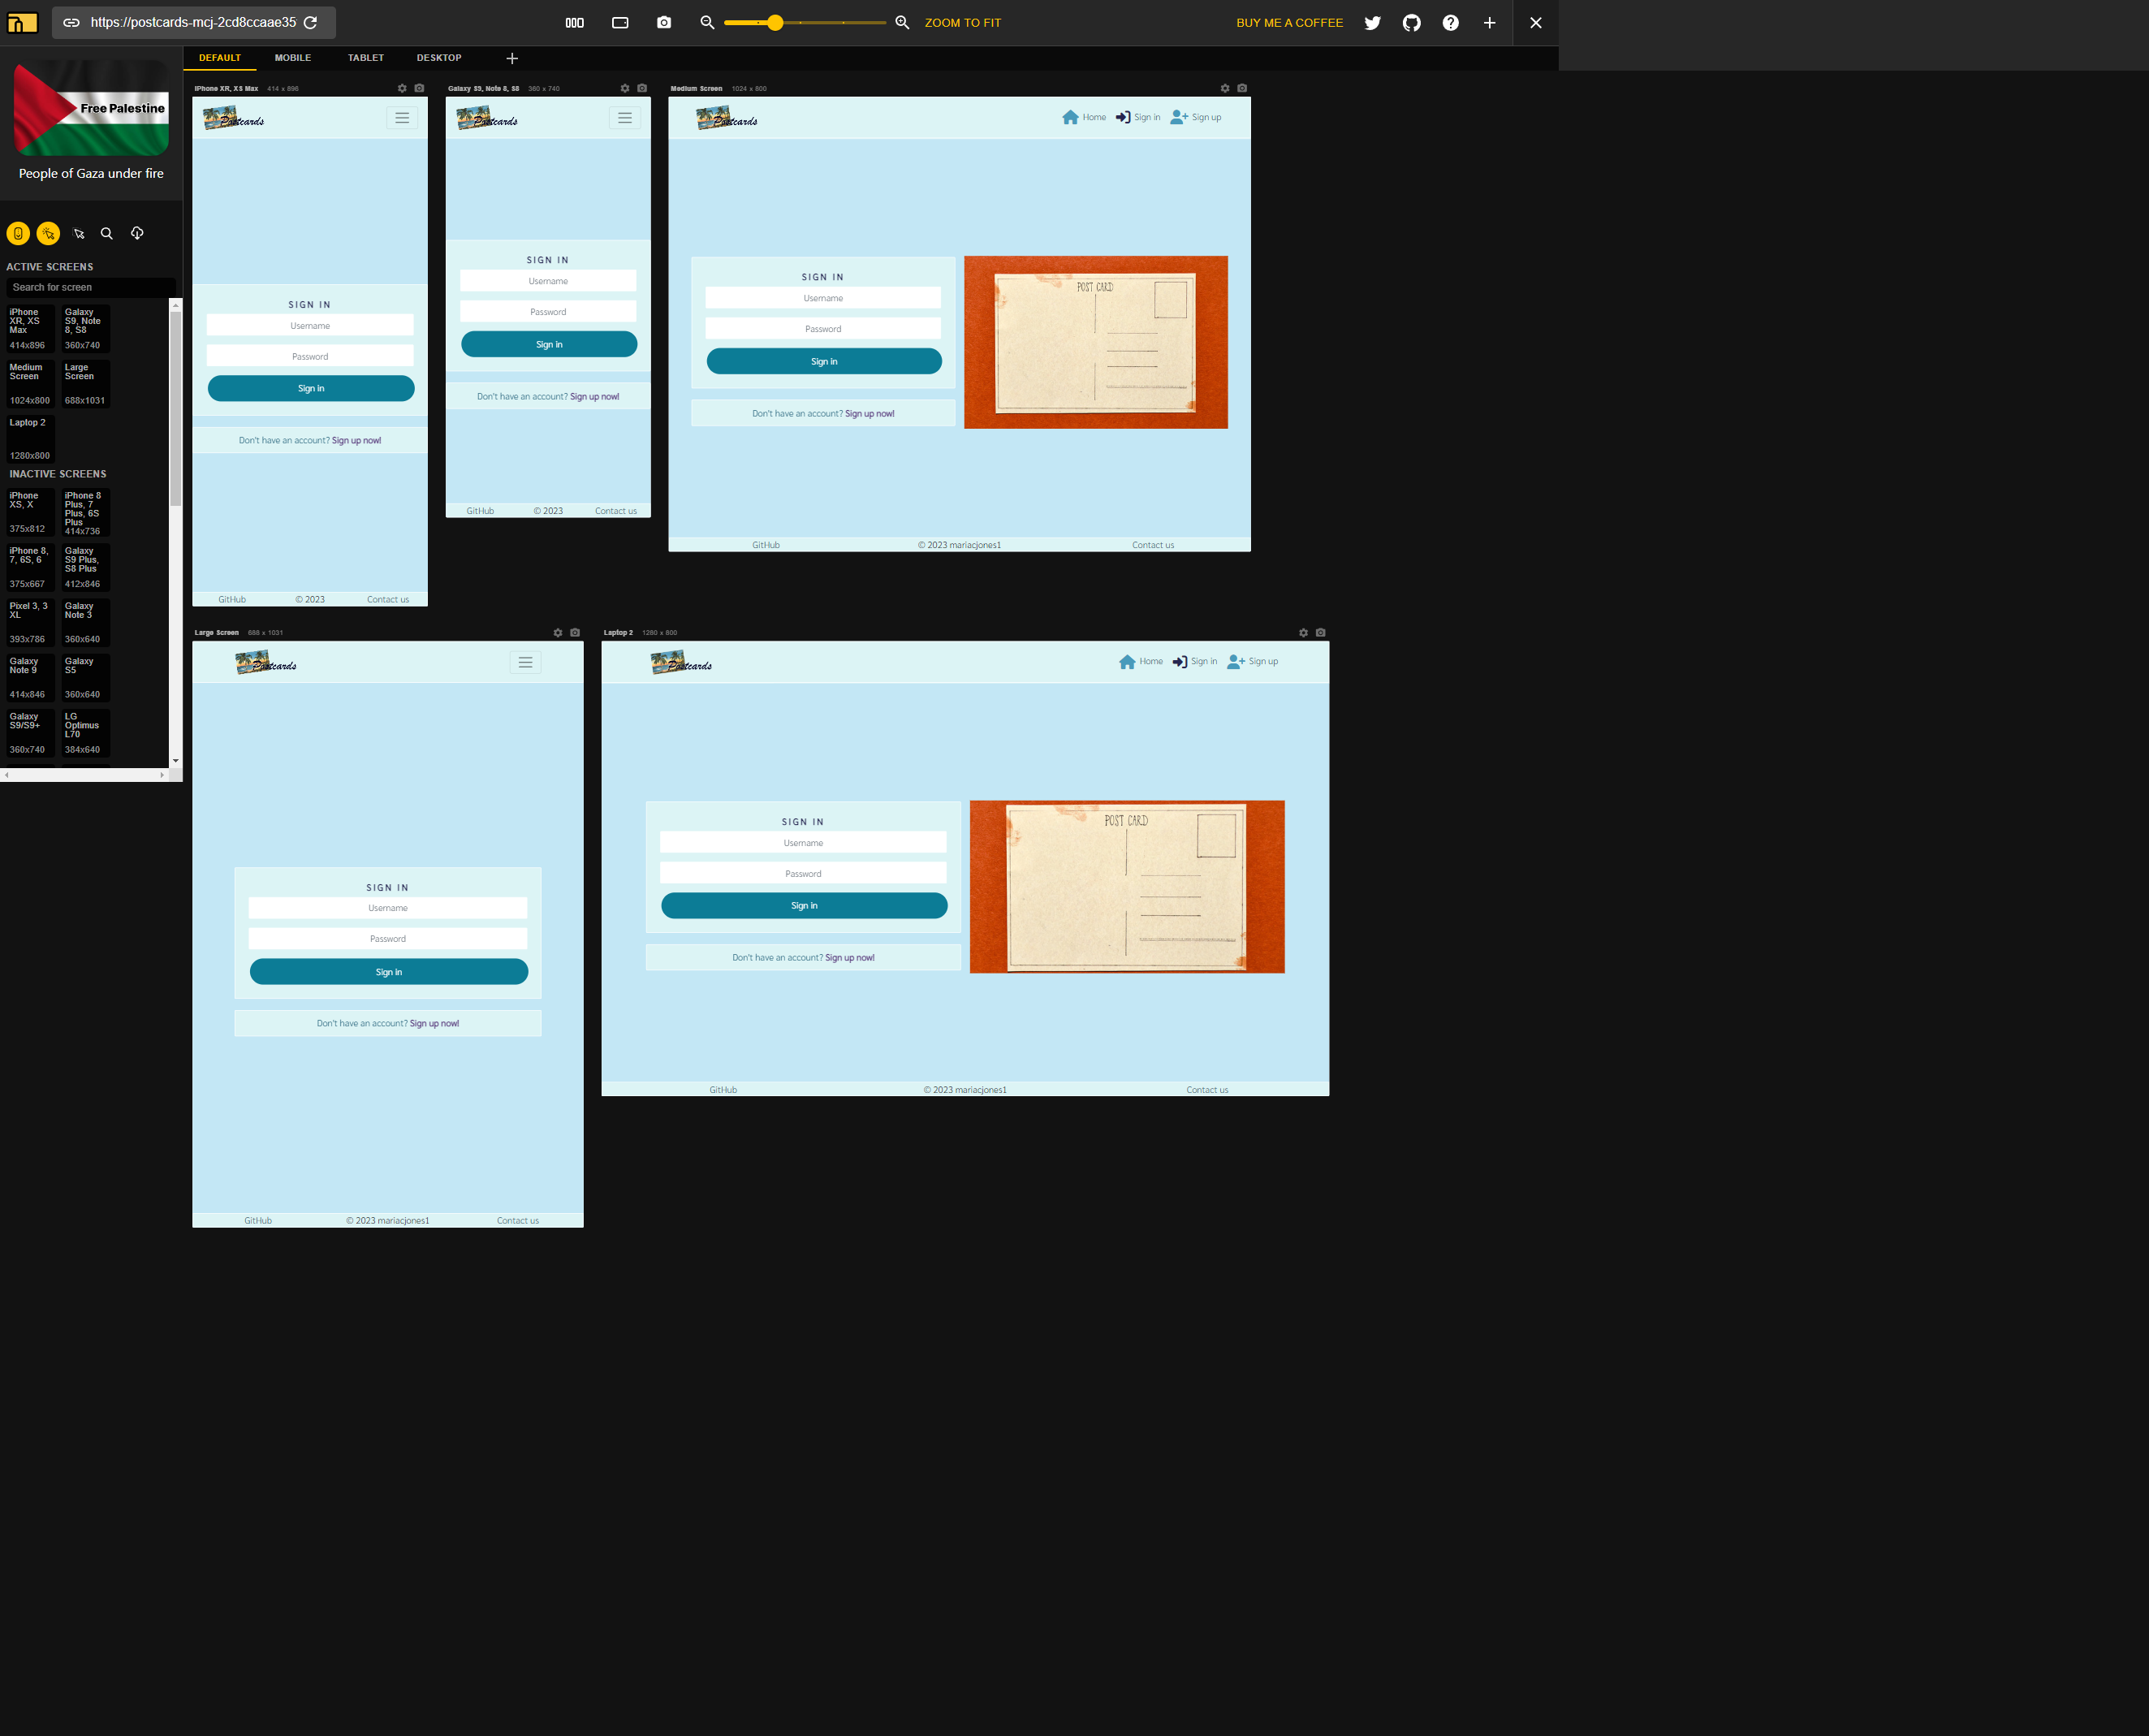 https://postcards-mcj-2cd8ccaae35
ZOOM TO FIT
BUY ME A COFFEE
DEFAULT
MOBILE
TABLET
DESKTOP
Free Palestine
People of Gaza under fire
ACTIVE SCREENS
Search for screen
iPhone
XR, XS
Max
414x896
Galaxy
S9, Note
8, S8
360x740
Medium
Screen
1024x800
Large
Screen
688x1031
Laptop 2
1280x800
INACTIVE SCREENS
iPhone
XS, X
375x812
iPhone 8
Plus, 7
Plus, 6S
Plus
414x736
iPhone 8,
7, 6S, 6
375x667
Galaxy
S9 Plus,
S8 Plus
412x846
Pixel 3, 3
XL
393x786
Galaxy
Note 3
360x640
Galaxy
Note 9
414x846
Galaxy
S5
360x640
Galaxy
S9/S9+
360x740
LG
Optimus
L70
384x640
iPhone XR, XS Max 414 x 896
Postcards
SIGN IN
Username
Password
Sign in
Don't have an account? Sign up now!
GitHub
© 2023
Contact us
Galaxy S9, Note 8, S8 360 x 740
Postcards
SIGN IN
Username
Password
Sign in
Don't have an account? Sign up now!
GitHub
© 2023
Contact us
Medium Screen 1024 x 800
Postcards
Home
Sign in
Sign up
SIGN IN
Username
Password
Sign in
Don't have an account? Sign up now!
POST CARD
GitHub
© 2023 mariacjones1
Contact us
Large Screen 688 x 1031
Postcards
SIGN IN
Username
Password
Sign in
Don't have an account? Sign up now!
GitHub
© 2023 mariacjones1
Contact us
Laptop 2 1280 x 800
Postcards
Home
Sign in
Sign up
SIGN IN
Username
Password
Sign in
Don't have an account? Sign up now!
POST CARD
GitHub
© 2023 mariacjones1
Contact us